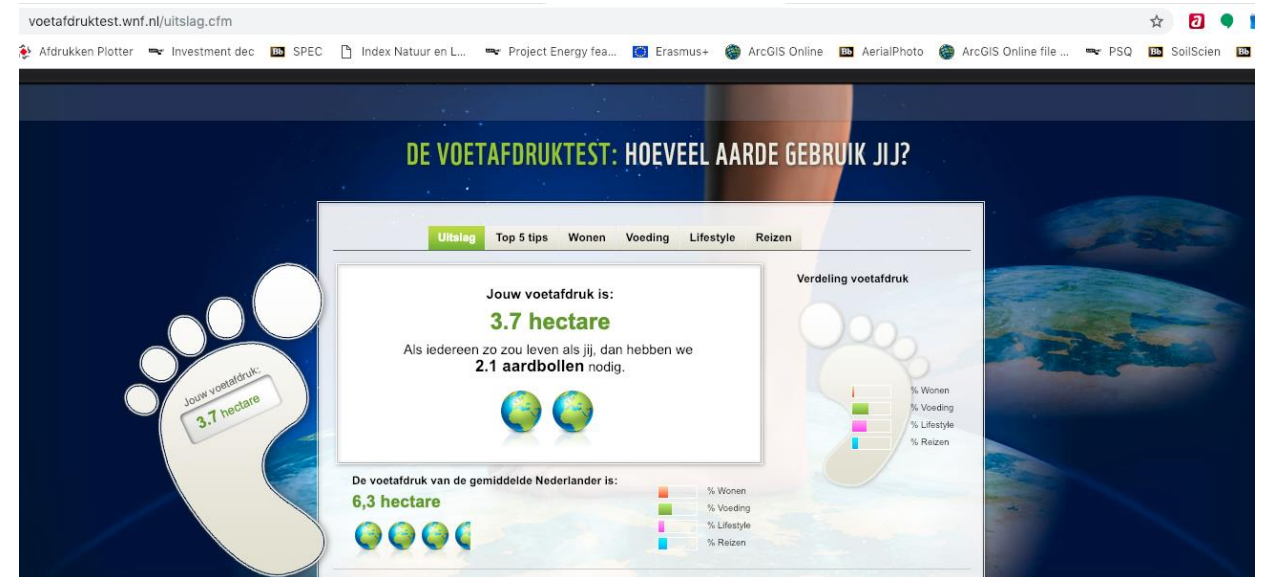 voetafdruktest.wnf.nl/uitslag.cfm
Afdrukken Plotter Investment dec Bb SPEC Index Natuur en L... Project Energy fea... Erasmus+ ArcGIS Online Bb AerialPhoto ArcGIS Online file ... PSQ Bb SoilScien Bb
DE VOETAFDRUKTEST: HOEVEEL AARDE GEBRUIK JIJ?
Uitslag Top 5 tips Wonen Voeding Lifestyle Reizen
Jouw voetafdruk is:
3.7 hectare
Als iedereen zo zou leven als jij, dan hebben we
2.1 aardbollen nodig.
Verdeling voetafdruk
% Wonen
% Voeding
% Lifestyle
% Reizen
Jouw voetafdruk:
3.7 hectare
De voetafdruk van de gemiddelde Nederlander is:
6,3 hectare
% Wonen
% Voeding
% Lifestyle
% Reizen